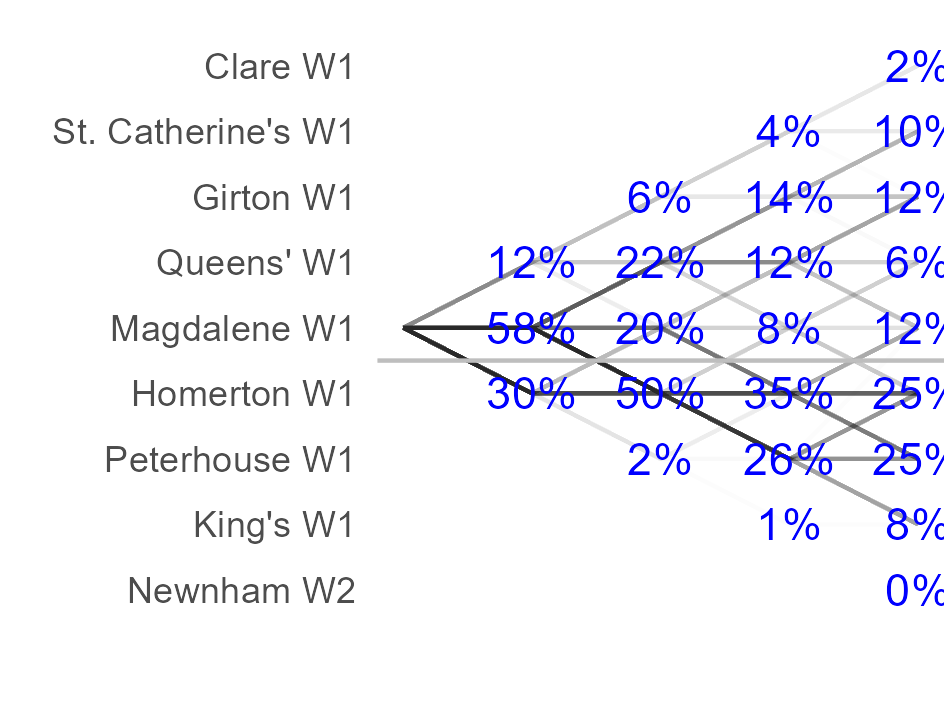 Clare W1 2%
St. Catherine's W1 4% 10%
Girton W1 6% 14% 12%
Queens' W1 12% 22% 12% 6%
Magdalene W1 58% 20% 8% 12%
Homerton W1 30% 50% 35% 25%
Peterhouse W1 2% 26% 25%
King's W1 1% 8%
Newnham W2 0%